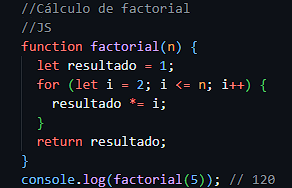 //Cálculo de factorial
//JS
function factorial(n) {
  let resultado = 1;
  for (let i = 2; i <= n; i++) {
    resultado *= i;
  }
  return resultado;
}
console.log(factorial(5)); // 120